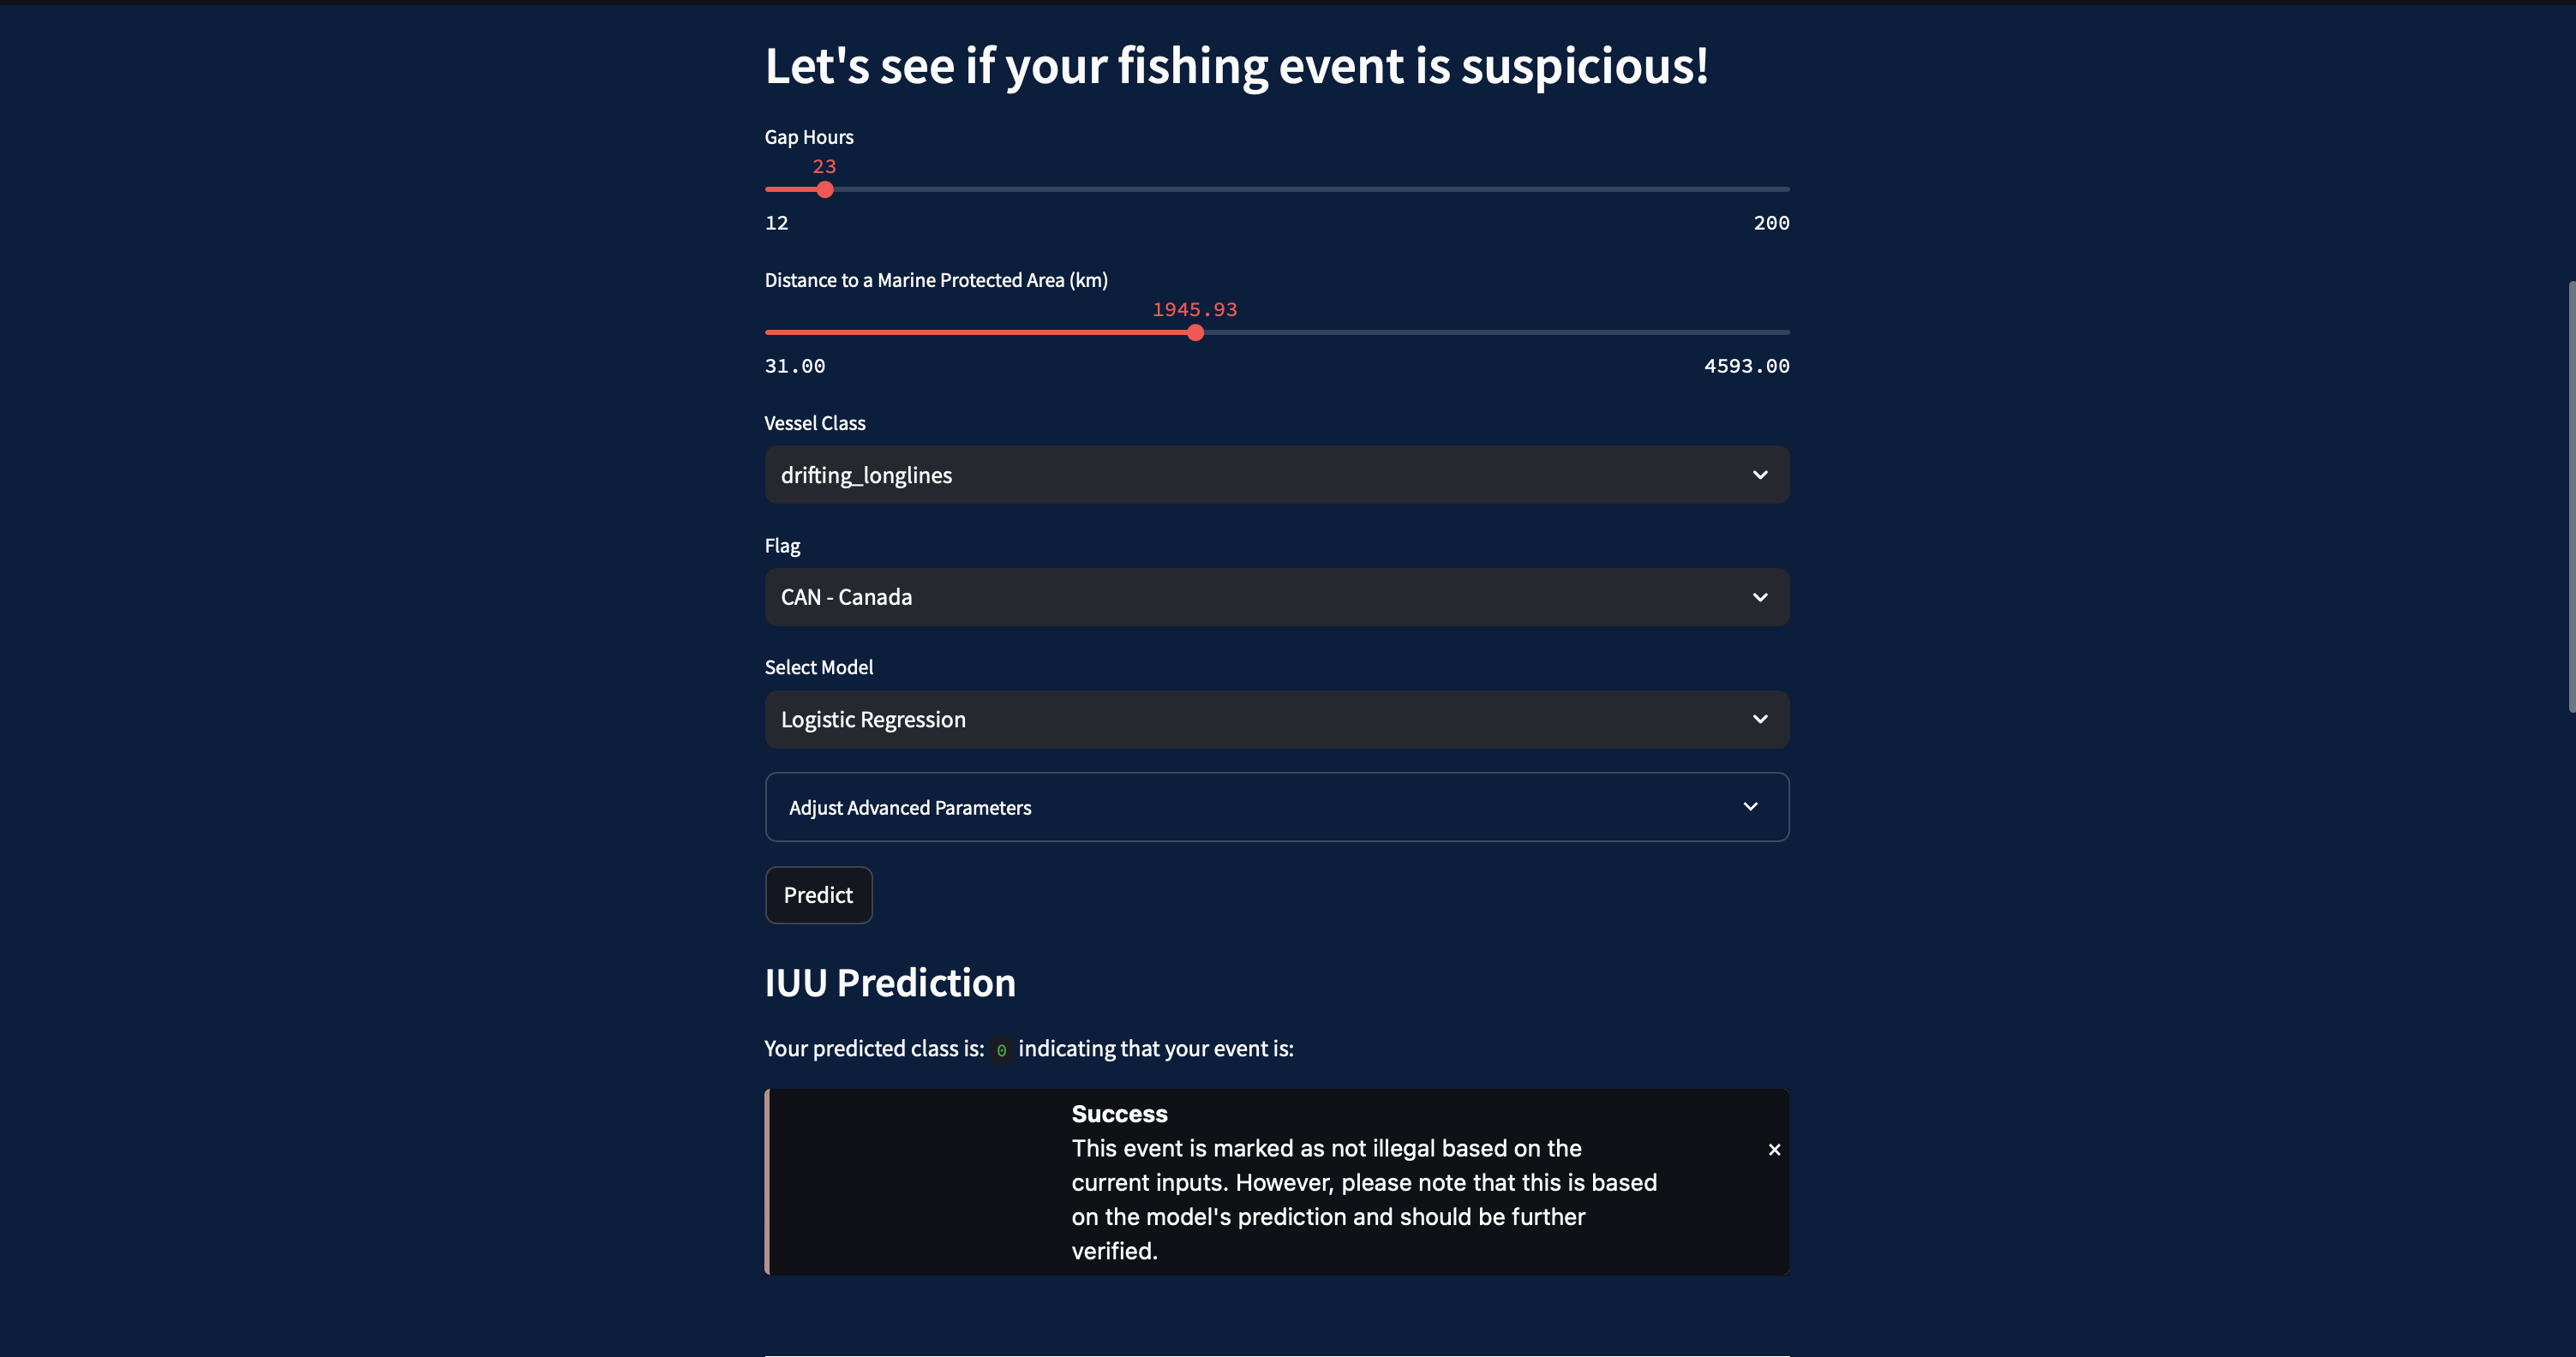 Let's see if your fishing event is suspicious!
Gap Hours
23
12 200
Distance to a Marine Protected Area (km)
1945.93
31.00 4593.00
Vessel Class
drifting_longlines
Flag
CAN - Canada
Select Model
Logistic Regression
Adjust Advanced Parameters
Predict
IUU Prediction
Your predicted class is: 0 indicating that your event is:
Success
This event is marked as not illegal based on the
current inputs. However, please note that this is based
on the model's prediction and should be further
verified.